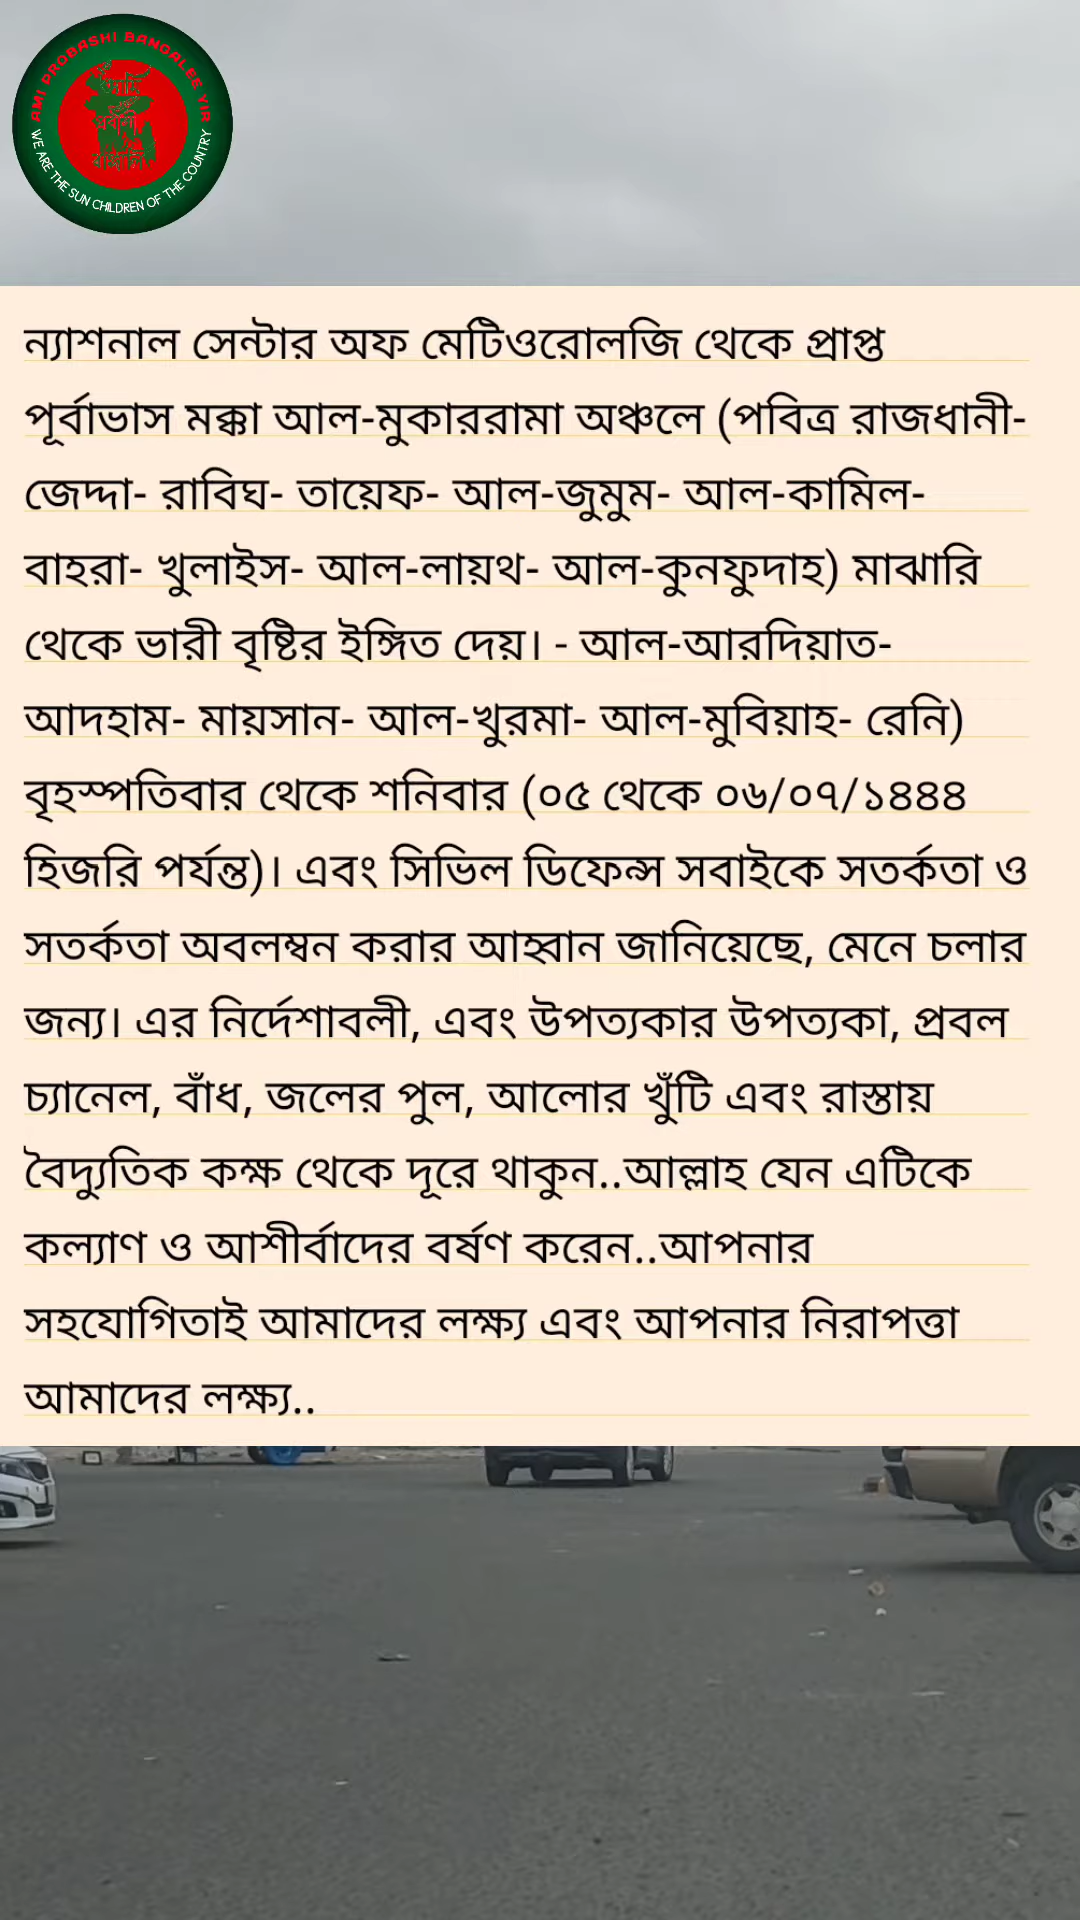 AMI PROBASHI BANGALEE YIR
আমি
প্রবাসী
বাঙ্গালি
WE ARE THE SUN CHILDREN OF THE COUNTRY
ন্যাশনাল সেন্টার অফ মেটিওরোলজি থেকে প্রাপ্ত
পূর্বাভাস মক্কা আল-মুকাররামা অঞ্চলে (পবিত্র রাজধানী-
জেদ্দা- রাবিঘ- তায়েফ- আল-জুমুম- আল-কামিল-
বাহরা- খুলাইস- আল-লায়থ- আল-কুনফুদাহ) মাঝারি
থেকে ভারী বৃষ্টির ইঙ্গিত দেয়। - আল-আরদিয়াত-
আদহাম- মায়সান- আল-খুরমা- আল-মুবিয়াহ- রেনি)
বৃহস্পতিবার থেকে শনিবার (০৫ থেকে ০৬/০৭/১৪৪৪
হিজরি পর্যন্ত)। এবং সিভিল ডিফেন্স সবাইকে সতর্কতা ও
সতর্কতা অবলম্বন করার আহ্বান জানিয়েছে, মেনে চলার
জন্য। এর নির্দেশাবলী, এবং উপত্যকার উপত্যকা, প্রবল
চ্যানেল, বাঁধ, জলের পুল, আলোর খুঁটি এবং রাস্তায়
বৈদ্যুতিক কক্ষ থেকে দূরে থাকুন..আল্লাহ যেন এটিকে
কল্যাণ ও আশীর্বাদের বর্ষণ করেন..আপনার
সহযোগিতাই আমাদের লক্ষ্য এবং আপনার নিরাপত্তা
আমাদের লক্ষ্য..